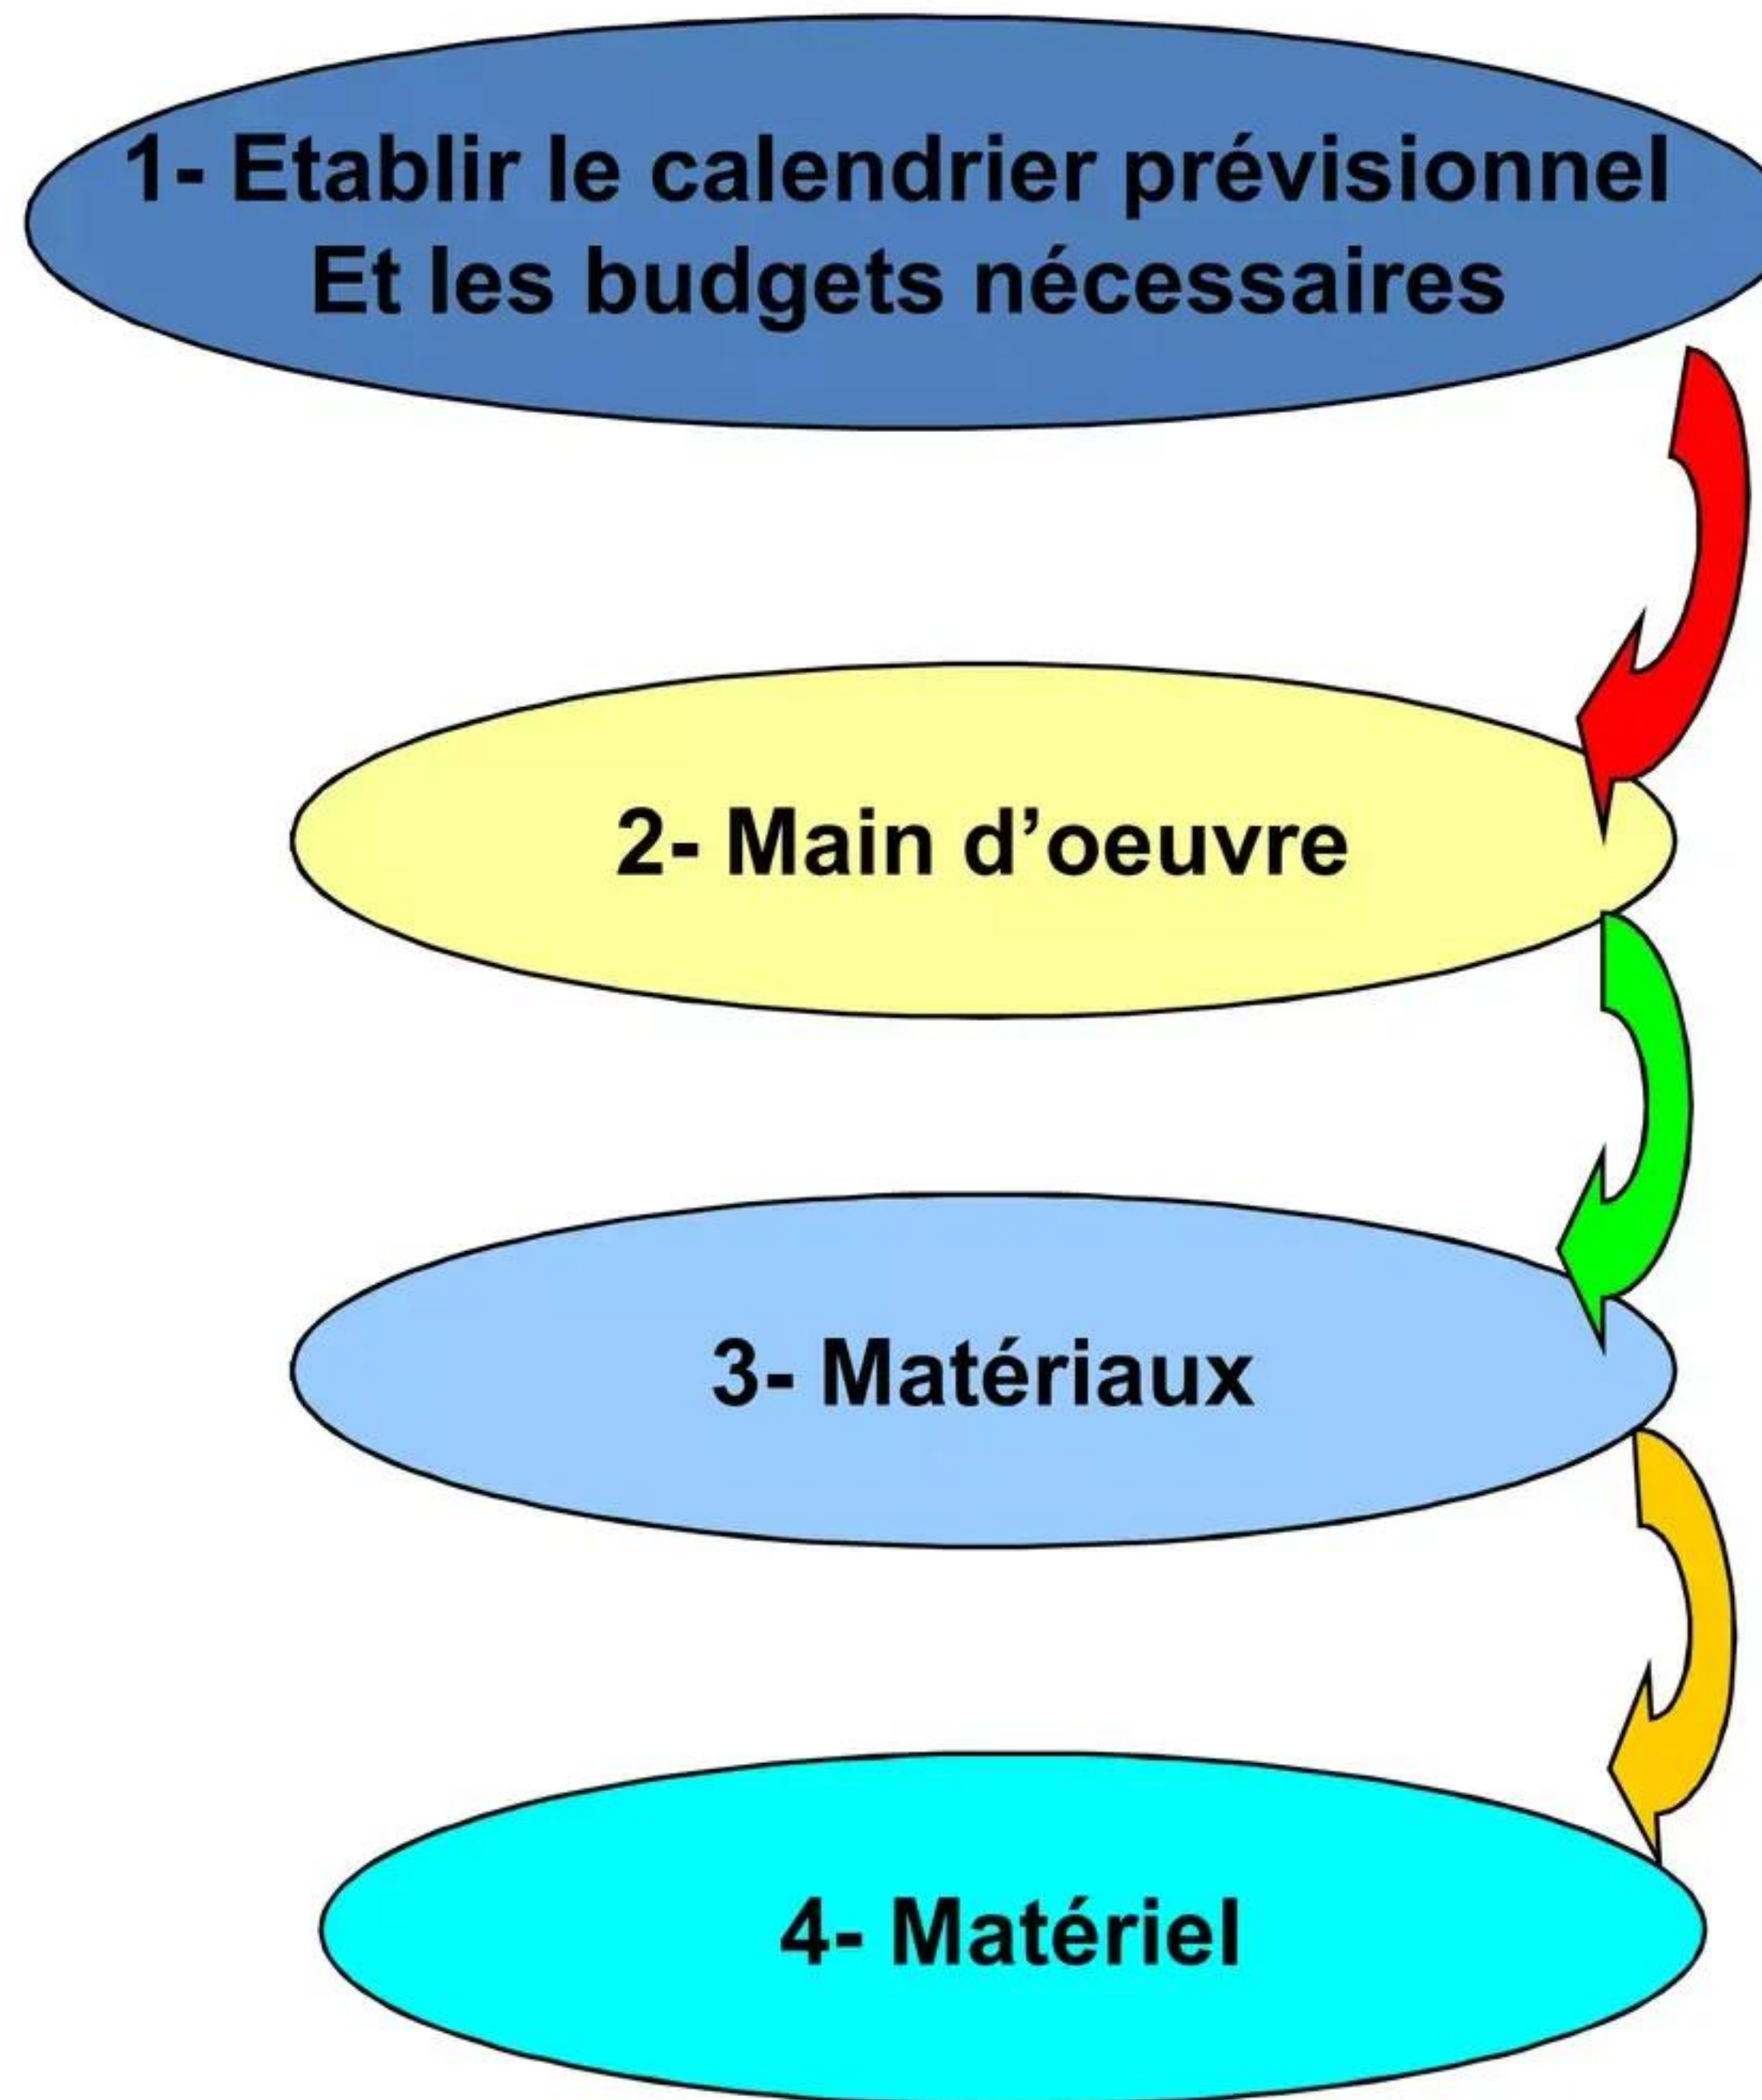 1- Etablir le calendrier prévisionnel
Et les budgets nécessaires
2- Main d’oeuvre
3- Matériaux
4- Matériel